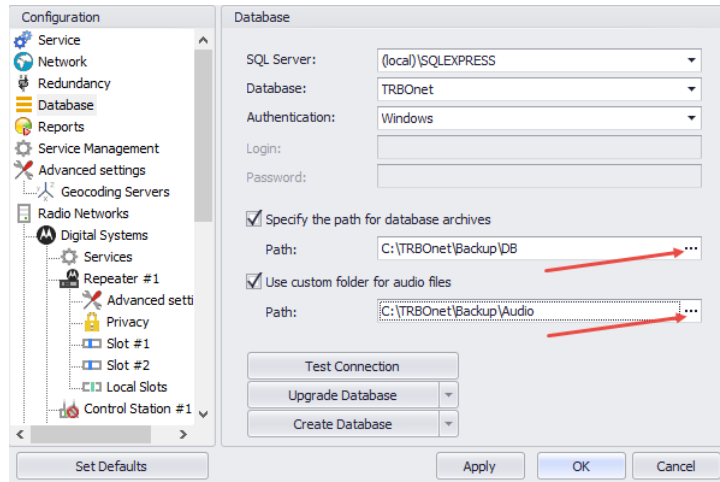 Configuration
Service
Network
Redundancy
Database
Reports
Service Management
Advanced settings
Geocoding Servers
Radio Networks
Digital Systems
Services
Repeater #1
Advanced setti
Privacy
Slot #1
Slot #2
Local Slots
Control Station #1
Set Defaults
Database
SQL Server: (local)\SQLEXPRESS
Database: TRBOnet
Authentication: Windows
Login:
Password:
Specify the path for database archives
Path: C:\TRBOnet\Backup\DB ...
Use custom folder for audio files
Path: C:\TRBOnet\Backup\Audio ...
Test Connection
Upgrade Database
Create Database
Apply OK Cancel